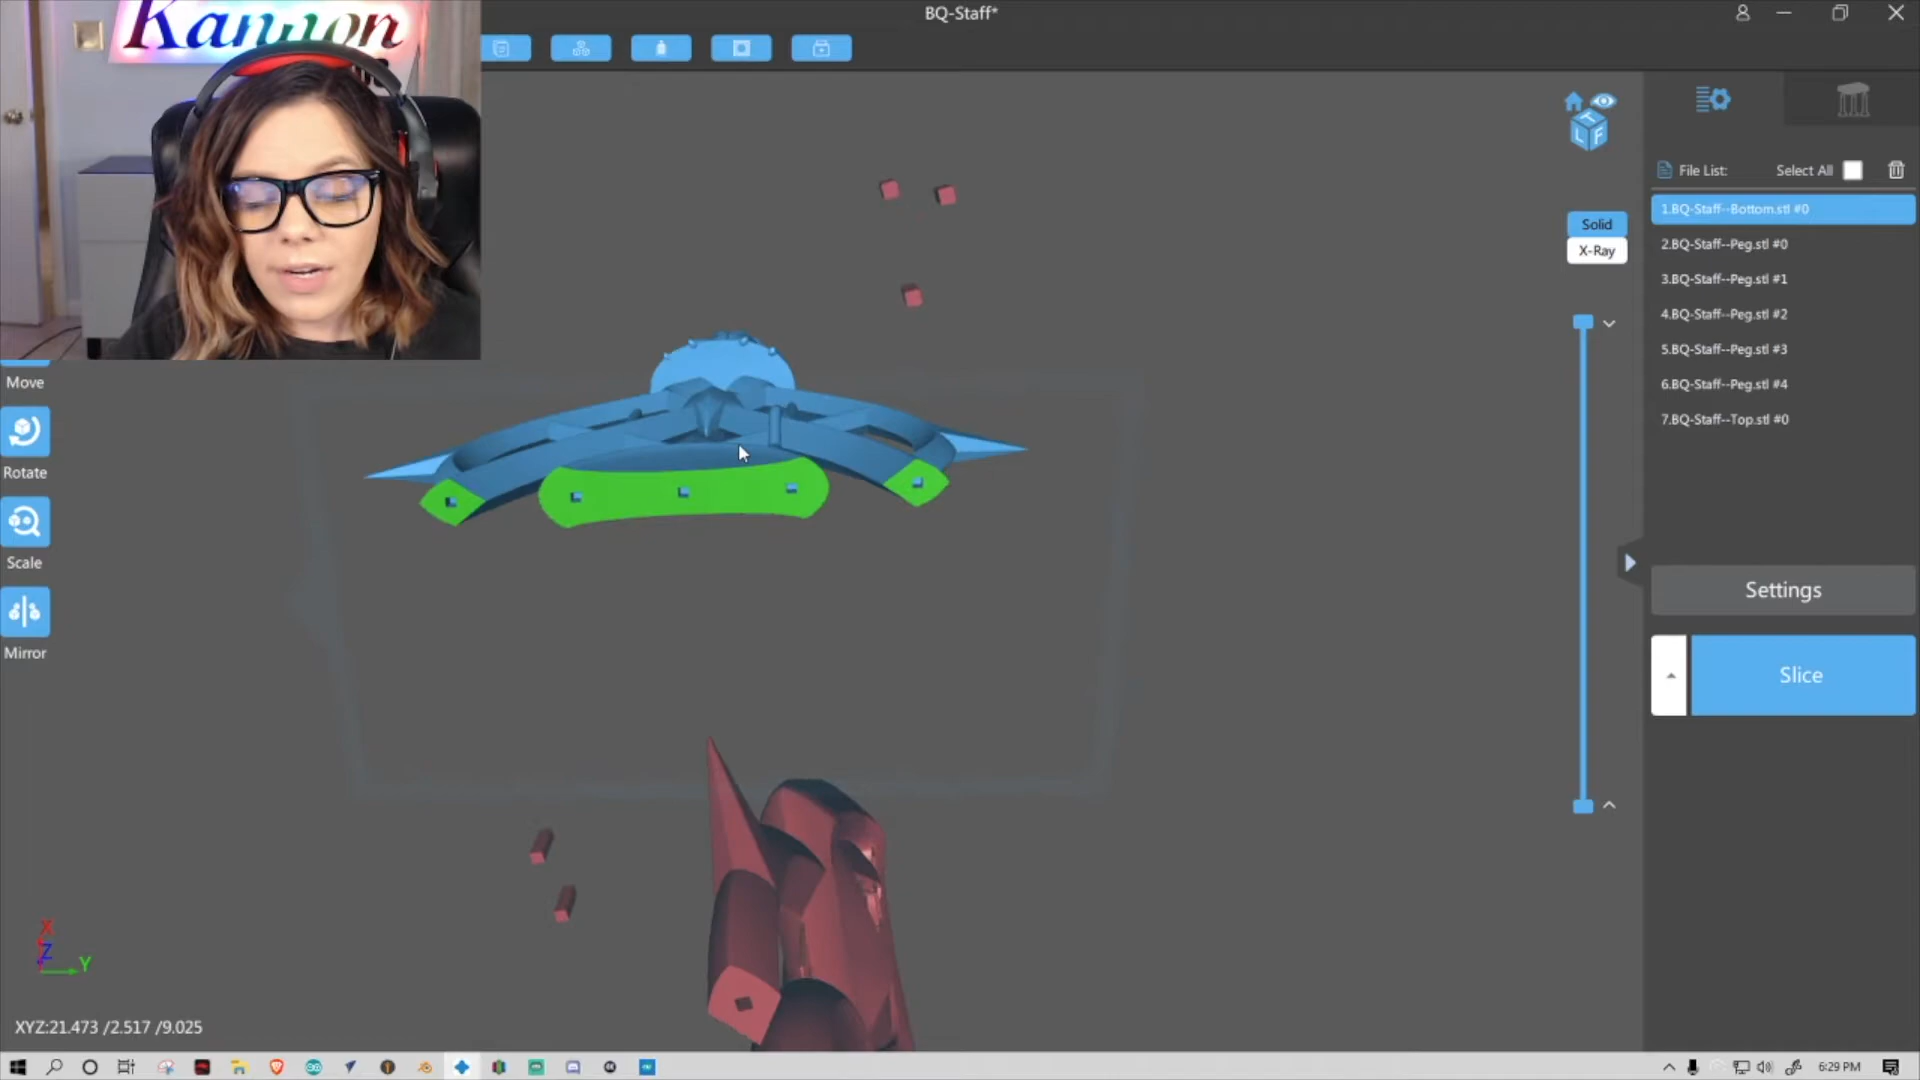 Kannon
BQ-Staff*
Move
Rotate
Scale
Mirror
T
L F
Solid
X-Ray
File List: Select All
1.BQ-Staff--Bottom.stl #0
2.BQ-Staff--Peg.stl #0
3.BQ-Staff--Peg.stl #1
4.BQ-Staff--Peg.stl #2
5.BQ-Staff--Peg.stl #3
6.BQ-Staff--Peg.stl #4
7.BQ-Staff--Top.stl #0
Settings
Slice
X
Z
Y
XYZ:21.473 /2.517 /9.025
6:29 PM